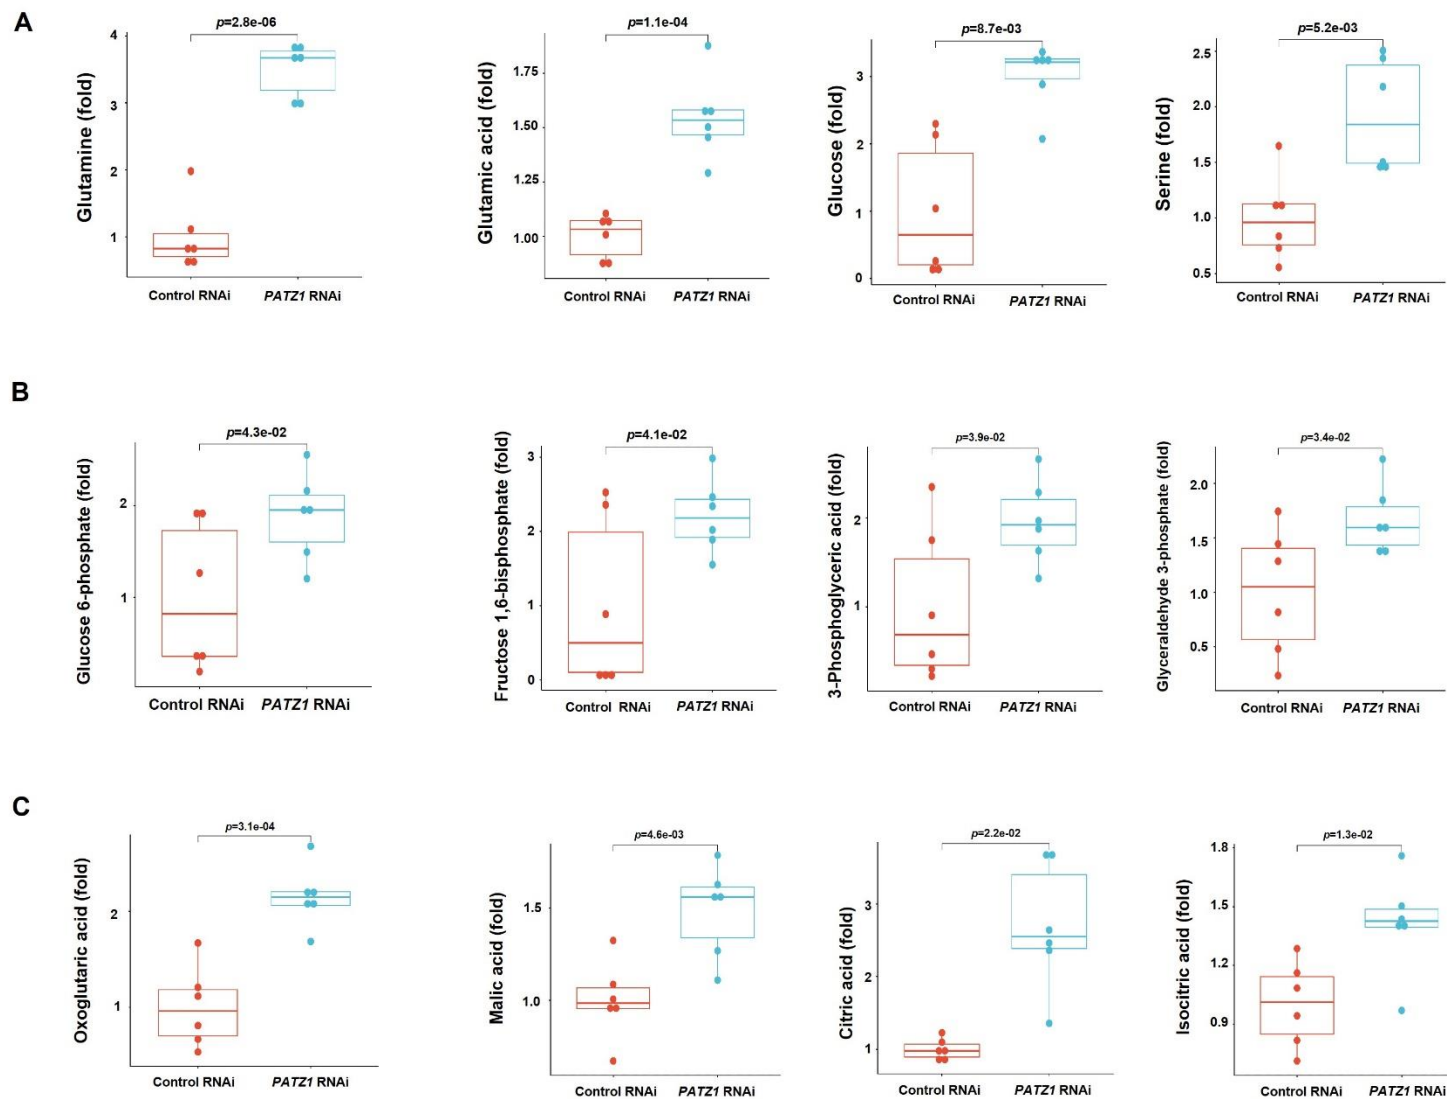 A
p=2.8e-06
Glutamine (fold)
4
3
2
1
Control RNAi
PATZ1 RNAi
p=1.1e-04
Glutamic acid (fold)
1.75
1.50
1.25
1.00
Control RNAi
PATZ1 RNAi
p=8.7e-03
Glucose (fold)
3
2
1
0
Control RNAi
PATZ1 RNAi
p=5.2e-03
Serine (fold)
2.5
2.0
1.5
1.0
0.5
Control RNAi
PATZ1 RNAi
B
p=4.3e-02
Glucose 6-phosphate (fold)
2
1
Control RNAi
PATZ1 RNAi
p=4.1e-02
Fructose 1,6-bisphosphate (fold)
3
2
1
0
Control RNAi
PATZ1 RNAi
p=3.9e-02
3-Phosphoglyceric acid (fold)
2
1
Control RNAi
PATZ1 RNAi
p=3.4e-02
Glyceraldehyde 3-phosphate (fold)
2.0
1.5
1.0
0.5
Control RNAi
PATZ1 RNAi
C
p=3.1e-04
Oxoglutaric acid (fold)
2
1
Control RNAi
PATZ1 RNAi
p=4.6e-03
Malic acid (fold)
1.5
1.0
Control RNAi
PATZ1 RNAi
p=2.2e-02
Citric acid (fold)
3
2
1
Control RNAi
PATZ1 RNAi
p=1.3e-02
Isocitric acid (fold)
1.8
1.5
1.2
0.9
Control RNAi
PATZ1 RNAi